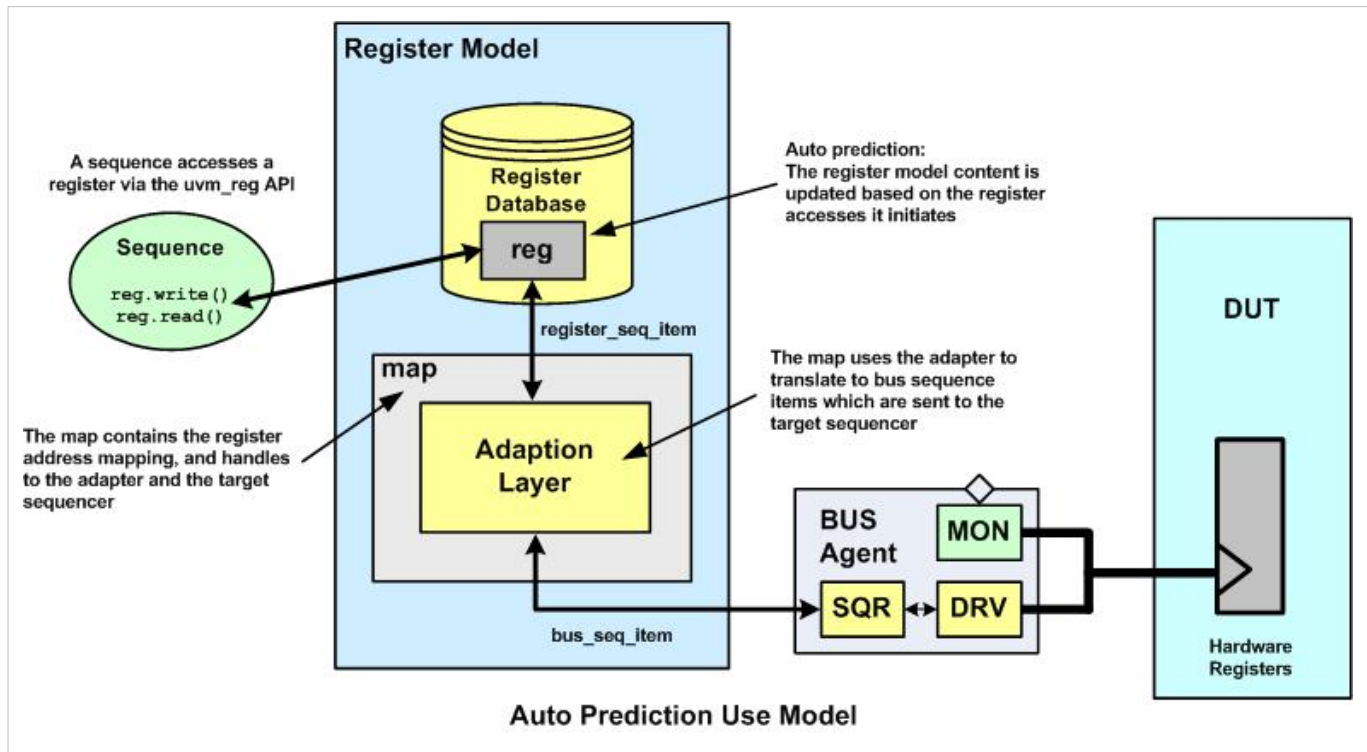 Register Model
A sequence accesses a
register via the uvm_reg API
Sequence
reg.write()
reg.read()
Register
Database
reg
Auto prediction:
The register model content is
updated based on the register
accesses it initiates
register_seq_item
map
Adaption
Layer
The map uses the adapter to
translate to bus sequence
items which are sent to the
target sequencer
The map contains the register
address mapping, and handles
to the adapter and the target
sequencer
bus_seq_item
BUS
Agent
MON
SQR
DRV
DUT
Hardware
Registers
Auto Prediction Use Model